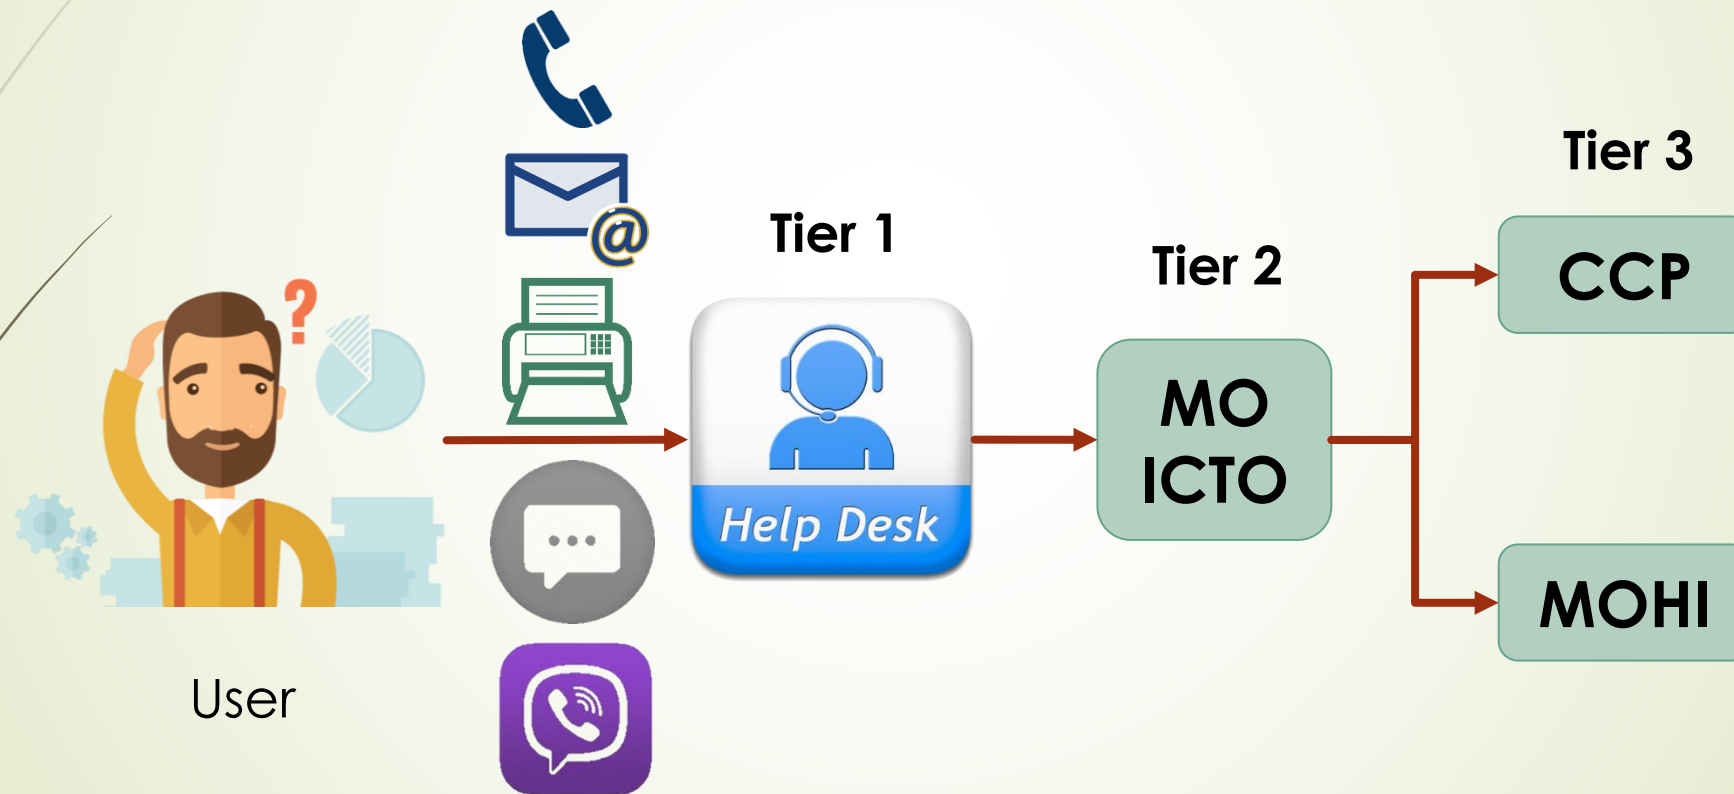 Tier 3
Tier 1
Tier 2
CCP
MO
ICTO
Help Desk
MOHI
User
?
@